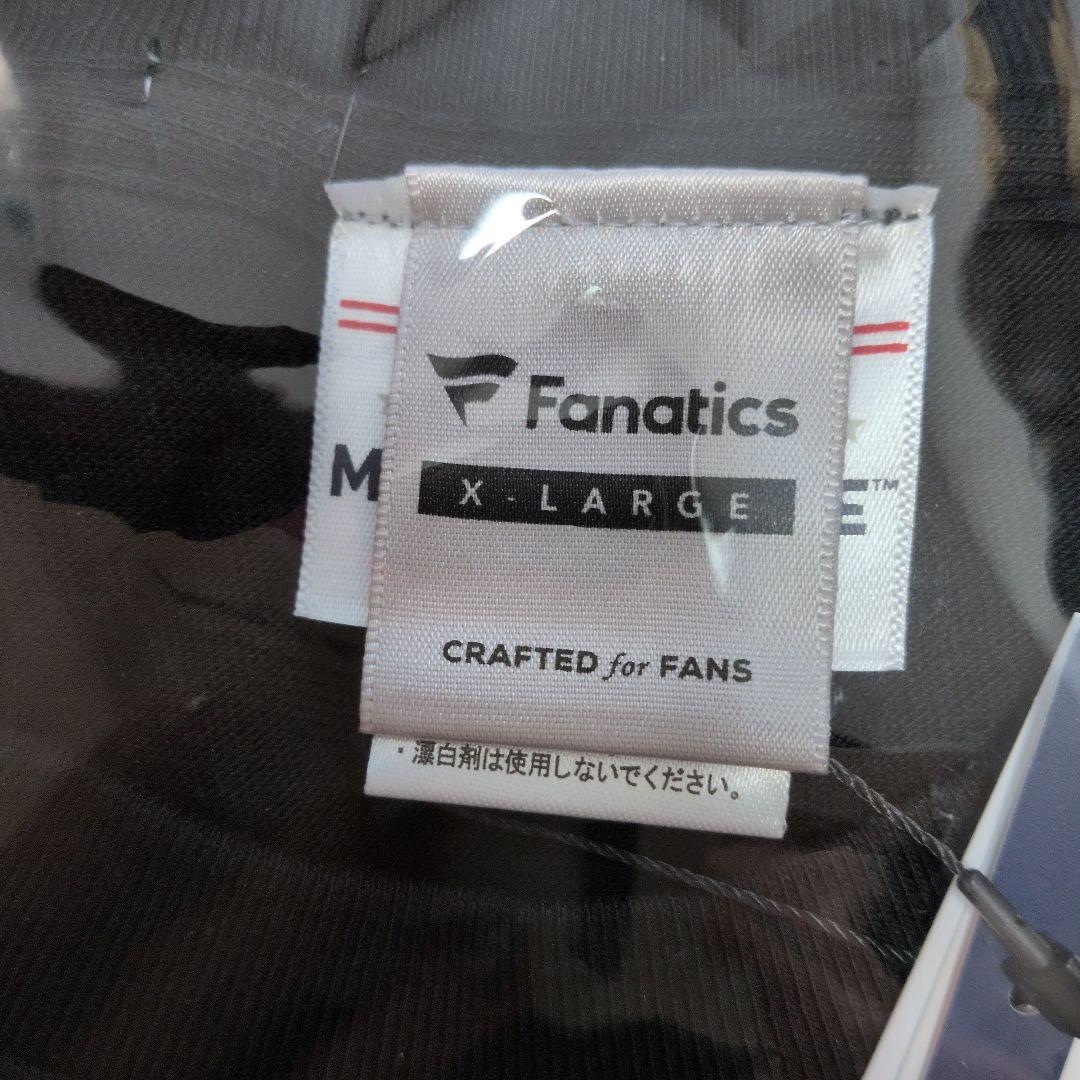 Fanatics
X - LARGE
M E™
CRAFTED for FANS
・漂白剤は使用しないでください。